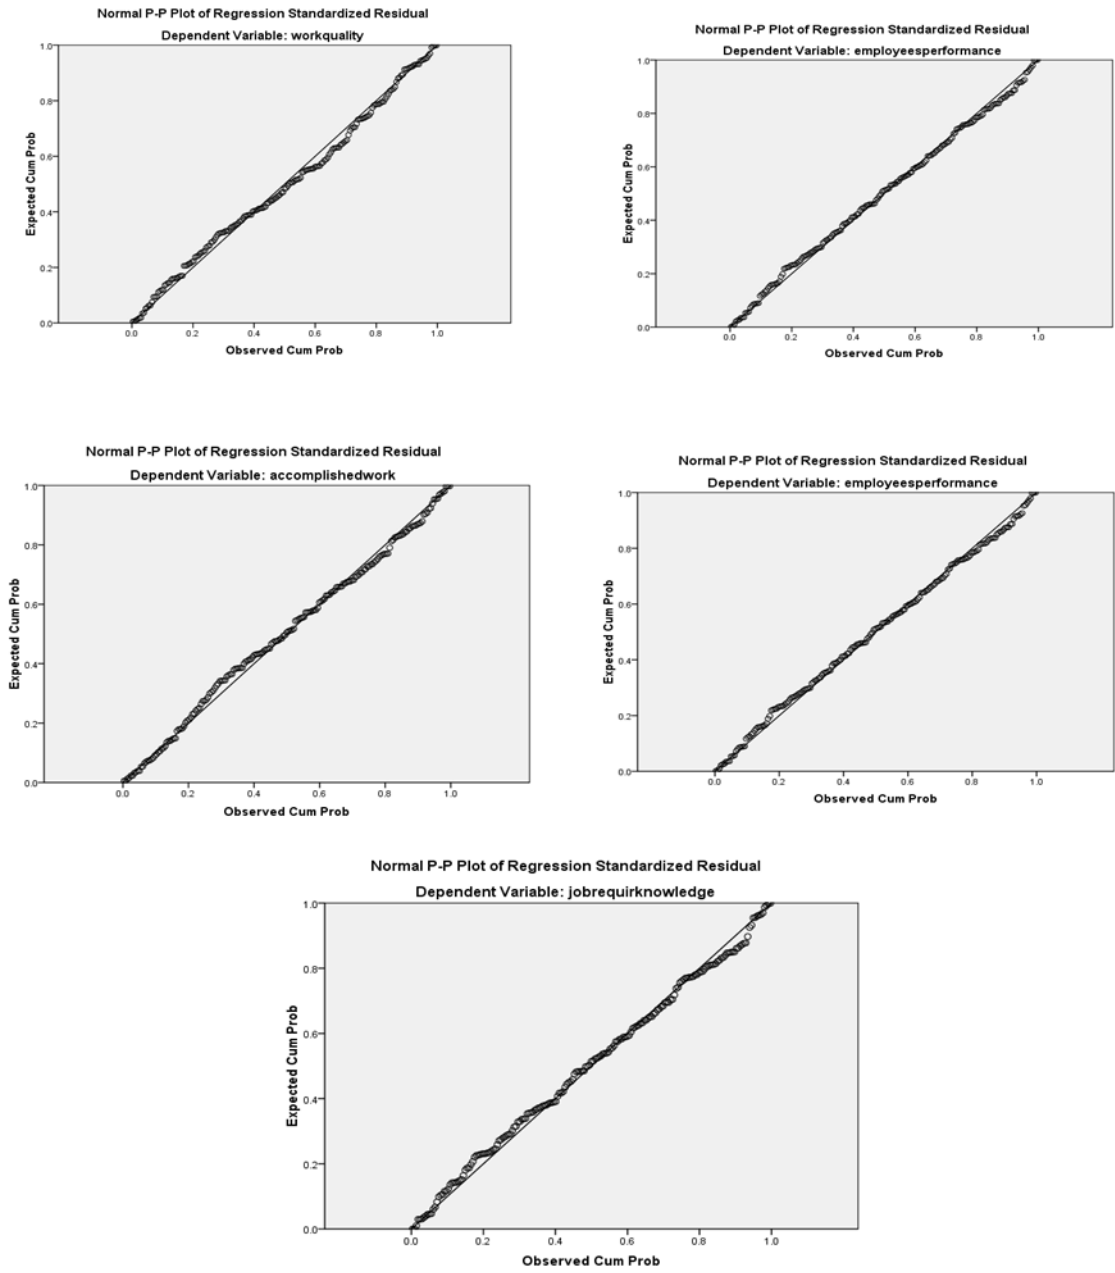 Normal P-P Plot of Regression Standardized Residual
Dependent Variable: workquality
Expected Cum Prob
1.0
0.8
0.6
0.4
0.2
0.0
0.0 0.2 0.4 0.6 0.8 1.0
Observed Cum Prob
Normal P-P Plot of Regression Standardized Residual
Dependent Variable: employeesperformance
Expected Cum Prob
1.0
0.8
0.6
0.4
0.2
0.0
0.0 0.2 0.4 0.6 0.8 1.0
Observed Cum Prob
Normal P-P Plot of Regression Standardized Residual
Dependent Variable: accomplishedwork
Expected Cum Prob
1.0
0.8
0.6
0.4
0.2
0.0
0.0 0.2 0.4 0.6 0.8 1.0
Observed Cum Prob
Normal P-P Plot of Regression Standardized Residual
Dependent Variable: employeesperformance
Expected Cum Prob
1.0
0.8
0.6
0.4
0.2
0.0
0.0 0.2 0.4 0.6 0.8 1.0
Observed Cum Prob
Normal P-P Plot of Regression Standardized Residual
Dependent Variable: jobrequirknowledge
Expected Cum Prob
1.0
0.8
0.6
0.4
0.2
0.0
0.0 0.2 0.4 0.6 0.8 1.0
Observed Cum Prob